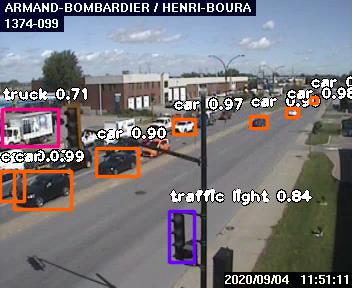 ARMAND-BOMBARDIER / HENRI-BOURA
1374-099
car 0.98
truck 0.71
car 0.97
car 0.90
traffic light 0.84
2020/09/04 11:51:11